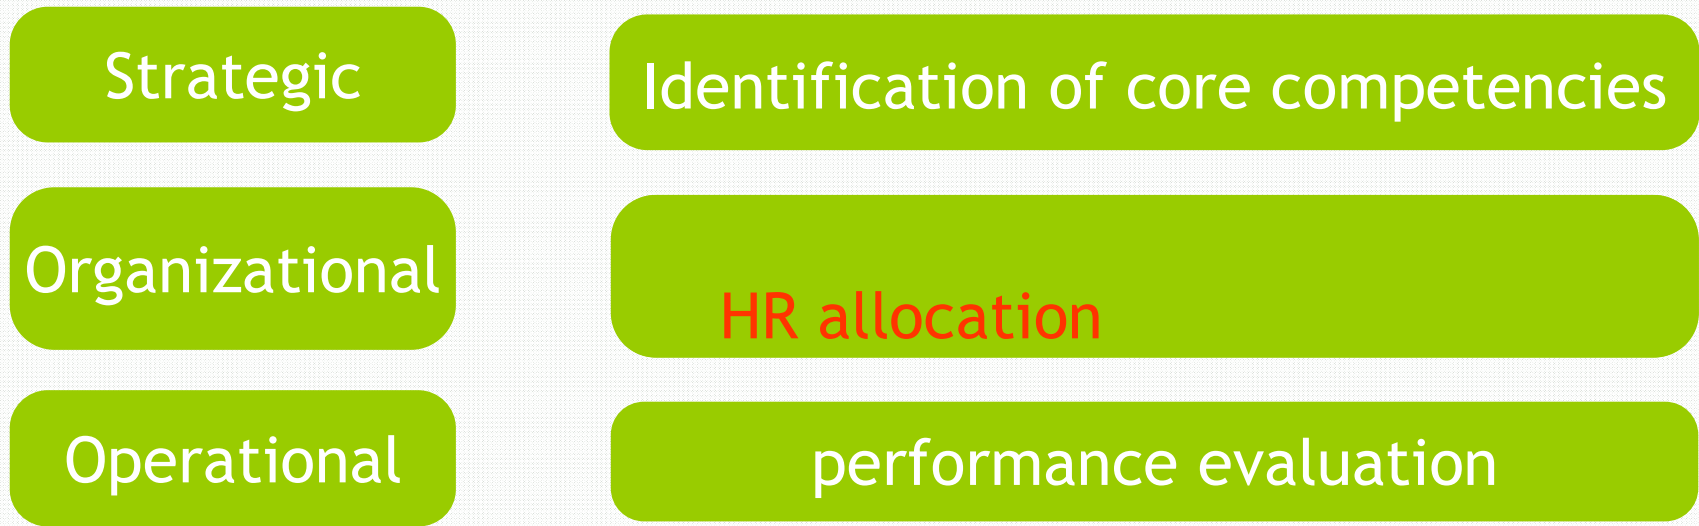 Strategic
Identification of core competencies
Organizational
HR allocation
Operational
performance evaluation